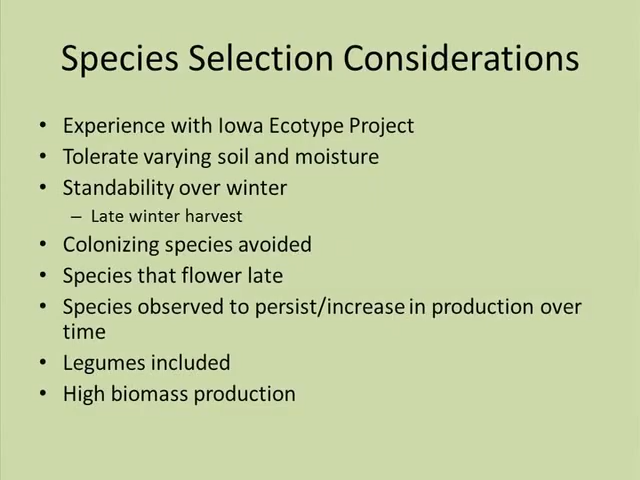 Species Selection Considerations
• Experience with Iowa Ecotype Project
• Tolerate varying soil and moisture
• Standability over winter
– Late winter harvest
• Colonizing species avoided
• Species that flower late
• Species observed to persist/increase in production over
time
• Legumes included
• High biomass production